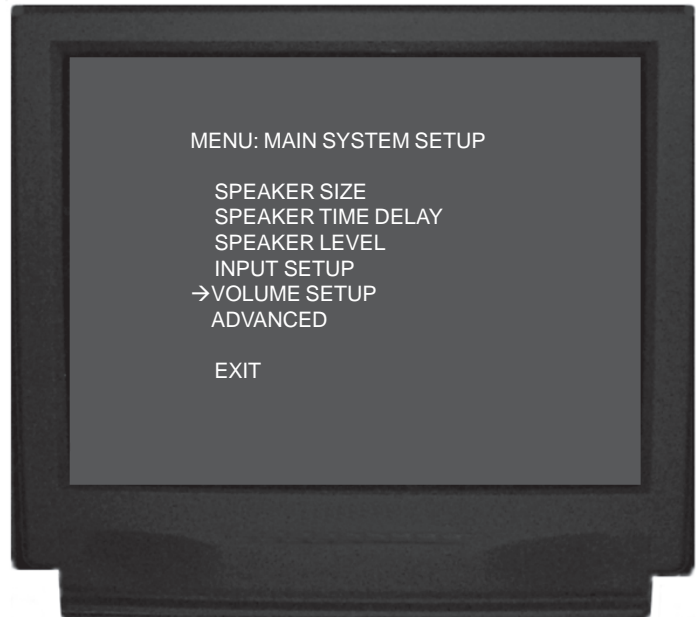 MENU: MAIN SYSTEM SETUP
SPEAKER SIZE
SPEAKER TIME DELAY
SPEAKER LEVEL
INPUT SETUP
→VOLUME SETUP
ADVANCED
EXIT